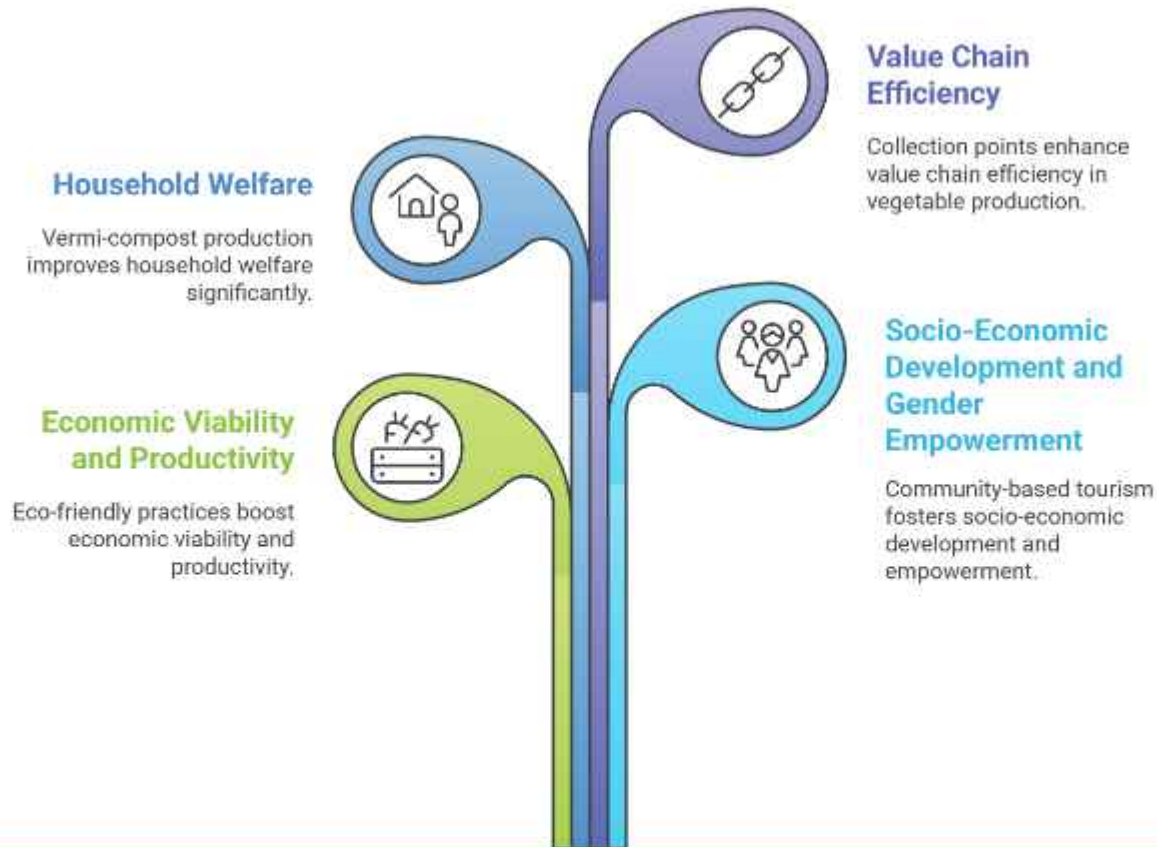 Value Chain
Efficiency
Collection points enhance
value chain efficiency in
vegetable production.
Household Welfare
Vermi-compost production
improves household welfare
significantly.
Socio-Economic
Development and
Gender
Empowerment
Community-based tourism
fosters socio-economic
development and
empowerment.
Economic Viability
and Productivity
Eco-friendly practices boost
economic viability and
productivity.